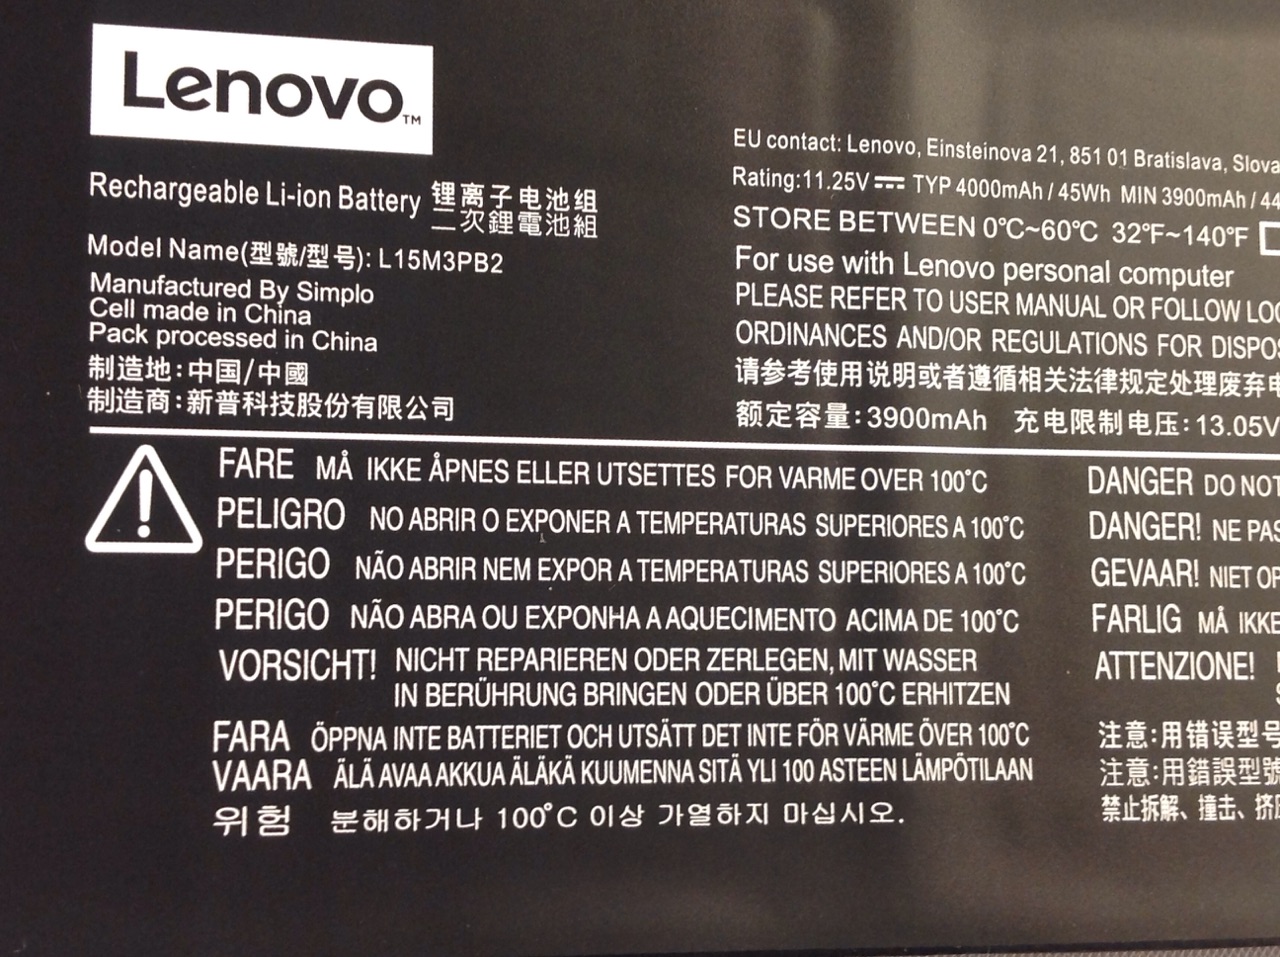 Lenovo™
Rechargeable Li-ion Battery 锂离子电池组
二次鋰電池組
Model Name(型號/型号): L15M3PB2
Manufactured By Simplo
Cell made in China
Pack processed in China
制造地:中国/中國
制造商:新普科技股份有限公司
EU contact: Lenovo, Einsteinova 21, 851 01 Bratislava, Slova
Rating:11.25V⎓ TYP 4000mAh / 45Wh MIN 3900mAh / 44
STORE BETWEEN 0°C~60°C 32°F~140°F
For use with Lenovo personal computer
PLEASE REFER TO USER MANUAL OR FOLLOW LOC
ORDINANCES AND/OR REGULATIONS FOR DISPOS
请参考使用说明或者遵循相关法律规定处理废弃电
额定容量:3900mAh 充电限制电压:13.05V
FARE MÅ IKKE ÅPNES ELLER UTSETTES FOR VARME OVER 100°C
PELIGRO NO ABRIR O EXPONER A TEMPERATURAS SUPERIORES A 100°C
PERIGO NÃO ABRIR NEM EXPOR A TEMPERATURAS SUPERIORES A 100°C
PERIGO NÃO ABRA OU EXPONHA A AQUECIMENTO ACIMA DE 100°C
VORSICHT! NICHT REPARIEREN ODER ZERLEGEN, MIT WASSER
IN BERÜHRUNG BRINGEN ODER ÜBER 100°C ERHITZEN
FARA ÖPPNA INTE BATTERIET OCH UTSÄTT DET INTE FÖR VÄRME ÖVER 100°C
VAARA ÄLÄ AVAA AKKUA ÄLÄKÄ KUUMENNA SITÄ YLI 100 ASTEEN LÄMPÖTILAAN
위험 분해하거나 100°C 이상 가열하지 마십시오.
DANGER DO NOT
DANGER! NE PAS
GEVAAR! NIET OP
FARLIG MÅ IKKE
ATTENZIONE!
注意:用错误型号
注意:用錯誤型號
禁止拆解、撞击、挤压